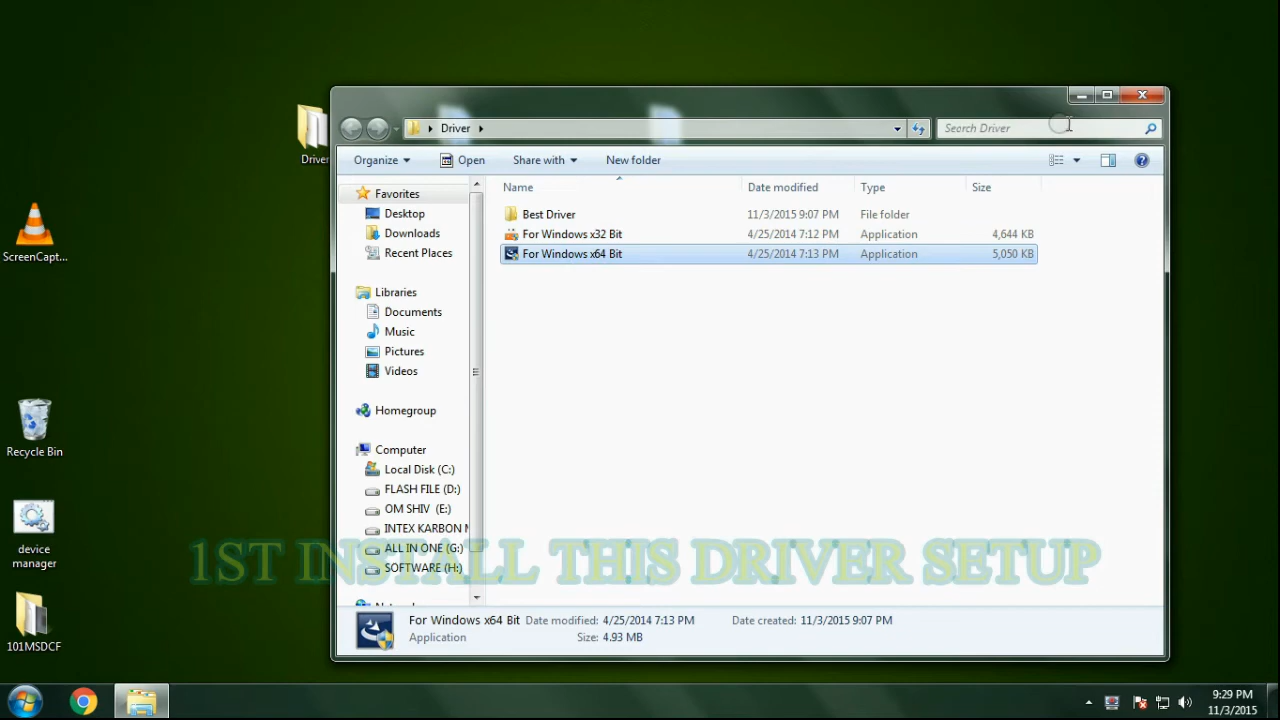 Driver
ScreenCapt...
Recycle Bin
device
manager
101MSDCF
Driver
Search Driver
Organize
Open
Share with
New folder
Name
Date modified
Type
Size
Favorites
Desktop
Downloads
Recent Places
Libraries
Documents
Music
Pictures
Videos
Homegroup
Computer
Local Disk (C:)
FLASH FILE (D:)
OM SHIV (E:)
INTEX KARBON
ALL IN ONE (G:)
SOFTWARE (H:)
Best Driver 11/3/2015 9:07 PM File folder
For Windows x32 Bit 4/25/2014 7:12 PM Application 4,644 KB
For Windows x64 Bit 4/25/2014 7:13 PM Application 5,050 KB
1ST INSTALL THIS DRIVER SETUP
For Windows x64 Bit Date modified: 4/25/2014 7:13 PM Date created: 11/3/2015 9:07 PM
Application Size: 4.93 MB
9:29 PM
11/3/2015